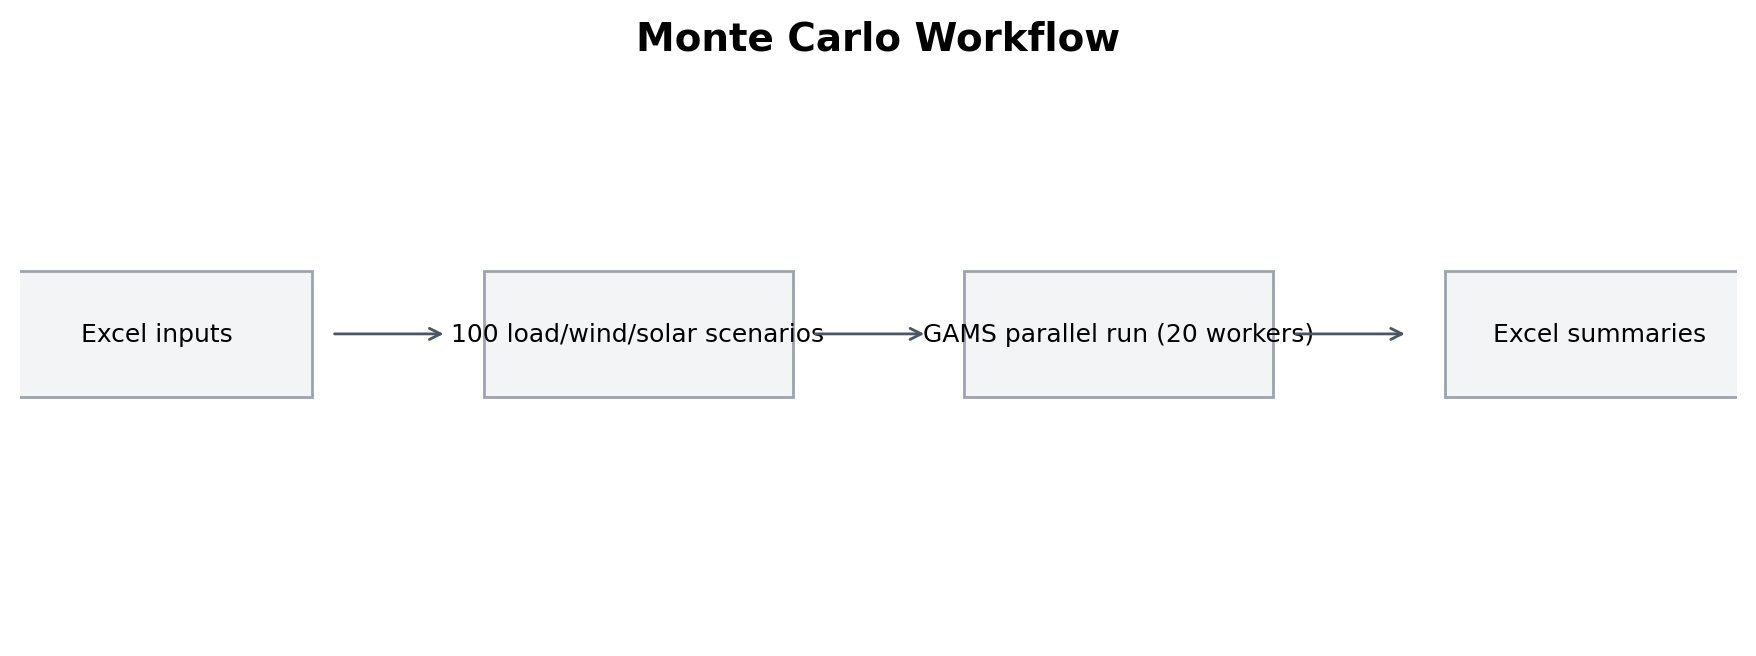 Monte Carlo Workflow
Excel inputs
100 load/wind/solar scenarios
GAMS parallel run (20 workers)
Excel summaries